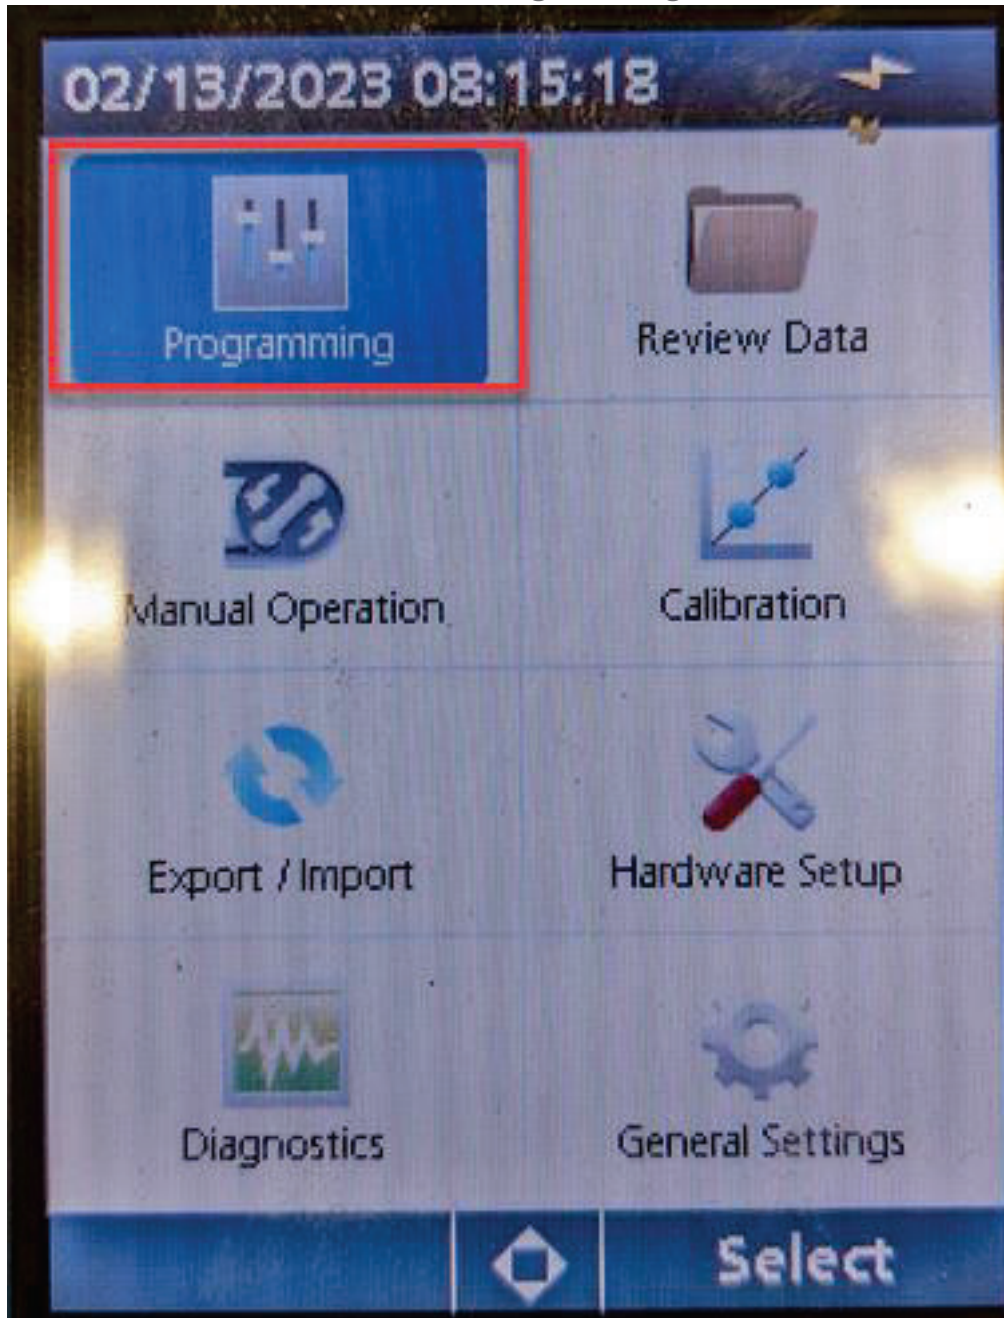 02/13/2023 08:15:18
Programming
Review Data
Manual Operation
Calibration
Export / Import
Hardware Setup
Diagnostics
General Settings
Select